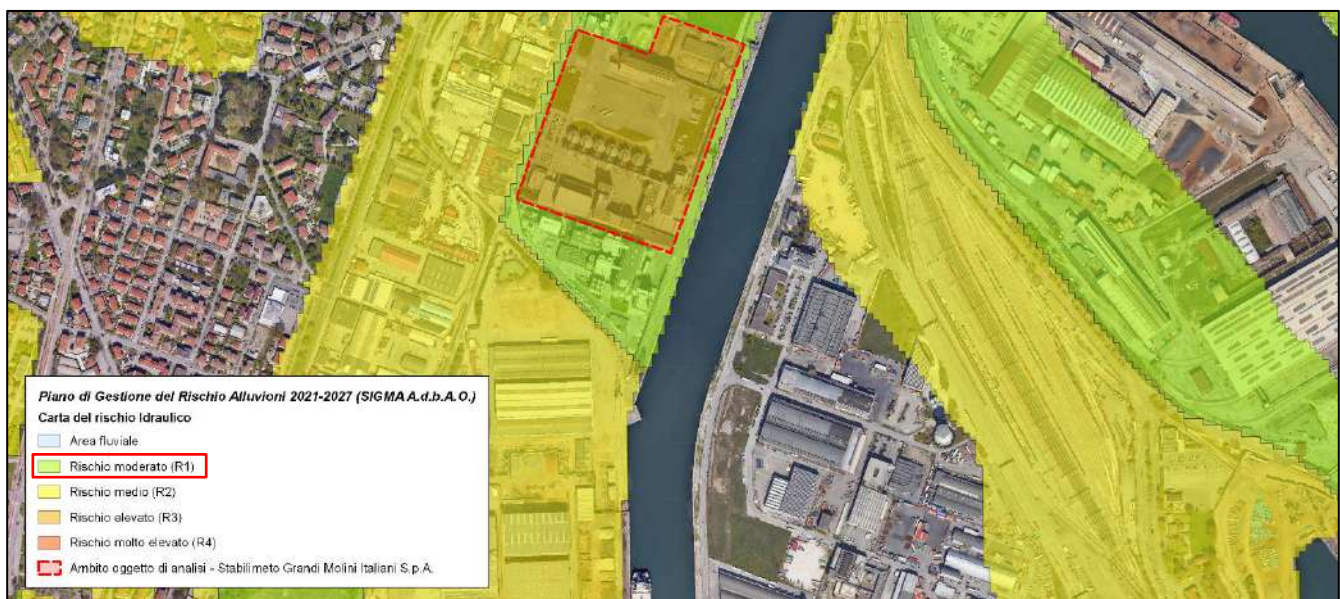 Piano di Gestione del Rischio Alluvioni 2021-2027 (SIGMA A.d.b.A.O.)
Carta del rischio Idraulico
Area fluviale
Rischio moderato (R1)
Rischio medio (R2)
Rischio elevato (R3)
Rischio molto elevato (R4)
Ambito oggetto di analisi - Stabilimeto Grandi Molini Italiani S.p.A.